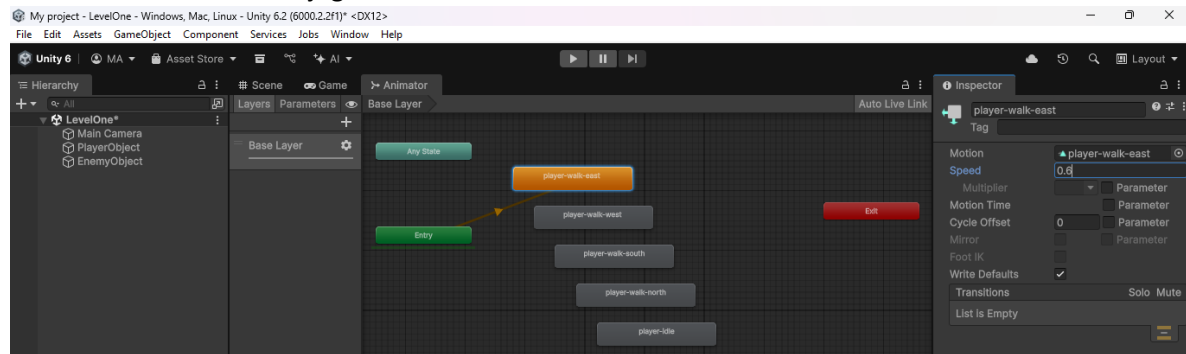 My project - LevelOne - Windows, Mac, Linux - Unity 6.2 (6000.2.2f1)* <DX12>
File Edit Assets GameObject Component Services Jobs Window Help
Unity 6 MA Asset Store AI Layout
Hierarchy
All
LevelOne*
Main Camera
PlayerObject
EnemyObject
Scene Game Animator
Layers Parameters Base Layer Auto Live Link
Base Layer
Any State
player-walk-east
player-walk-west
Exit
Entry
player-walk-south
player-walk-north
player-idle
Inspector
player-walk-east
Tag
Motion player-walk-east
Speed 0.6
Multiplier Parameter
Motion Time Parameter
Cycle Offset 0 Parameter
Mirror Parameter
Foot IK
Write Defaults
Transitions Solo Mute
List is Empty